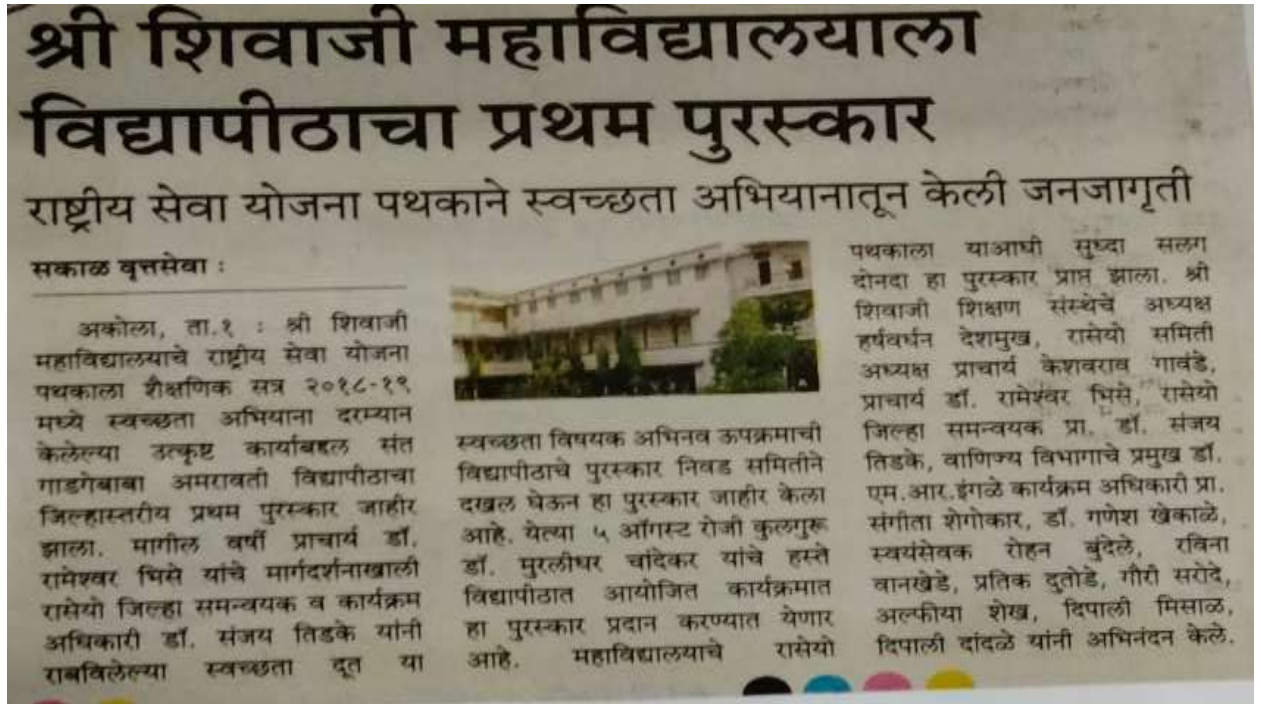 श्री शिवाजी महाविद्यालयाला
विद्यापीठाचा प्रथम पुरस्कार
राष्ट्रीय सेवा योजना पथकाने स्वच्छता अभियानातून केली जनजागृती
सकाळ वृत्तसेवा :
अकोला, ता.१ : श्री शिवाजी
महाविद्यालयाचे राष्ट्रीय सेवा योजना
पथकाला शैक्षणिक सत्र २०१८-१९
मध्ये स्वच्छता अभियाना दरम्यान
केलेल्या उत्कृष्ट कार्याबद्दल संत
गाडगेबाबा अमरावती विद्यापीठाचा
जिल्हास्तरीय प्रथम पुरस्कार जाहीर
झाला. मागील वर्षी प्राचार्य डॉ.
रामेश्वर भिसे यांचे मार्गदर्शनाखाली
रासेयो जिल्हा समन्वयक व कार्यक्रम
अधिकारी डॉ. संजय तिडके यांनी
राबविलेल्या स्वच्छता दूत या
स्वच्छता विषयक अभिनव ऊपक्रमाची
विद्यापीठाचे पुरस्कार निवड समितीने
दखल घेऊन हा पुरस्कार जाहीर केला
आहे. येत्या ५ ऑगस्ट रोजी कुलगुरू
डॉ. मुरलीधर चांदेकर यांचे हस्ते
विद्यापीठात आयोजित कार्यक्रमात
हा पुरस्कार प्रदान करण्यात येणार
आहे. महाविद्यालयाचे रासेयो
पथकाला याआधी सुध्दा सलग
दोनदा हा पुरस्कार प्राप्त झाला. श्री
शिवाजी शिक्षण संस्थेचे अध्यक्ष
हर्षवर्धन देशमुख, रासेयो समिती
अध्यक्ष प्राचार्य केशवराव गावंडे,
प्राचार्य डॉ. रामेश्वर भिसे, रासेयो
जिल्हा समन्वयक प्रा. डॉ. संजय
तिडके, वाणिज्य विभागाचे प्रमुख डॉ.
एम.आर.इंगळे कार्यक्रम अधिकारी प्रा.
संगीता शेगोकार, डॉ. गणेश खेकाळे,
स्वयंसेवक रोहन बुंदेले, रविना
वानखेडे, प्रतिक दुतोडे, गौरी सरोदे,
अल्फीया शेख, दिपाली मिसाळ,
दिपाली दांदळे यांनी अभिनंदन केले.